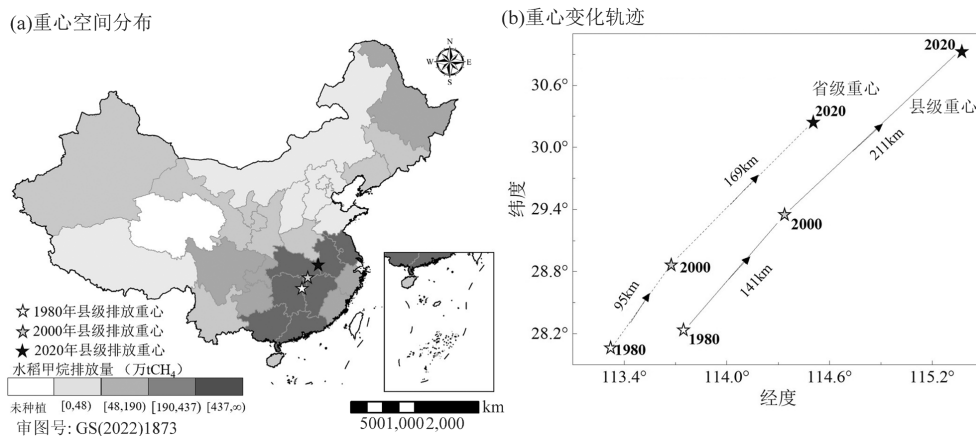 (a)重心空间分布
N
W
E
S
☆1980年县级排放重心
☆2000年县级排放重心
★2020年县级排放重心
水稻甲烷排放量 （万tCH4）
未种植 [0,48) [48,190) [190,437) [437,∞)
审图号: GS(2022)1873
km
5001,0002,000
(b)重心变化轨迹
2020
30.6°
省级重心
2020
县级重心
30.0°
169km
211km
纬度
29.4°
2000
28.8°
2000
95km
141km
28.2°
1980
1980
113.4° 114.0° 114.6° 115.2°
经度